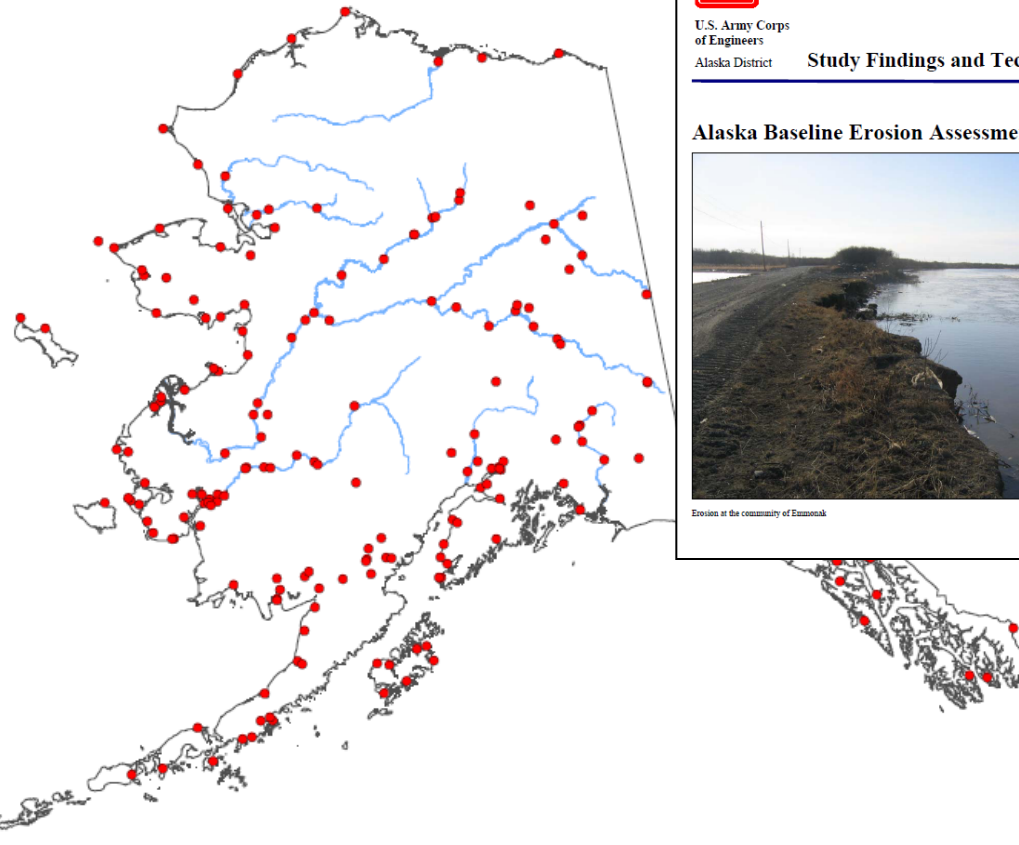 U.S. Army Corps
of Engineers
Alaska District
Study Findings and Tec
Alaska Baseline Erosion Assessme
Erosion at the community of Emmonak